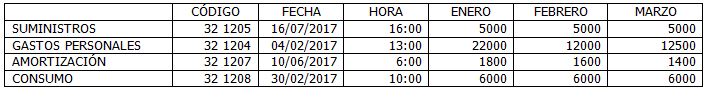 CÓDIGO FECHA HORA ENERO FEBRERO MARZO
SUMINISTROS 32 1205 16/07/2017 16:00 5000 5000 5000
GASTOS PERSONALES 32 1204 04/02/2017 13:00 22000 12000 12500
AMORTIZACIÓN 32 1207 10/06/2017 6:00 1800 1600 1400
CONSUMO 32 1208 30/02/2017 10:00 6000 6000 6000